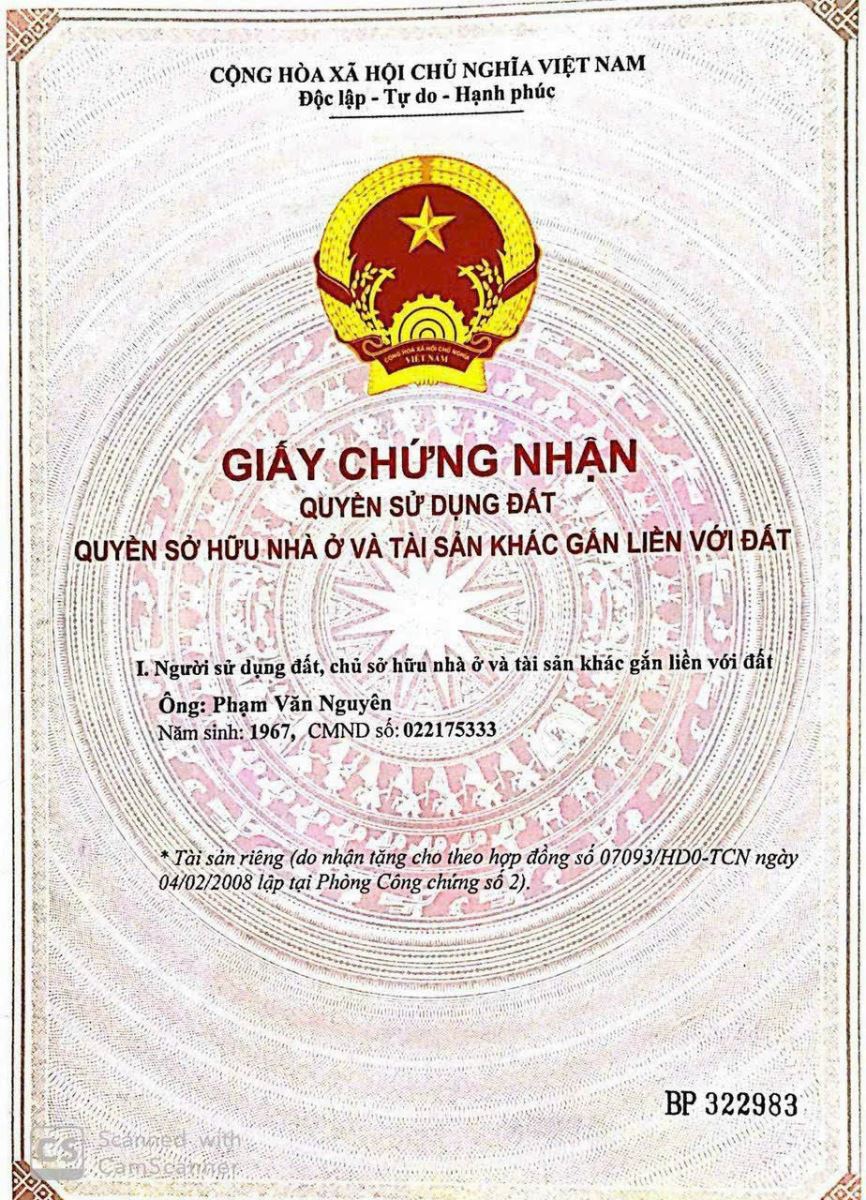 CỘNG HÒA XÃ HỘI CHỦ NGHĨA VIỆT NAM
Độc lập - Tự do - Hạnh phúc
CỘNG HÒA XÃ HỘI CHỦ NGHĨA
VIỆT NAM
GIẤY CHỨNG NHẬN
QUYỀN SỬ DỤNG ĐẤT
QUYỀN SỞ HỮU NHÀ Ở VÀ TÀI SẢN KHÁC GẮN LIỀN VỚI ĐẤT
I. Người sử dụng đất, chủ sở hữu nhà ở và tài sản khác gắn liền với đất
Ông: Phạm Văn Nguyên
Năm sinh: 1967, CMND số: 022175333
* Tài sản riêng (do nhận tặng cho theo hợp đồng số 07093/HD0-TCN ngày
04/02/2008 lập tại Phòng Công chứng số 2).
BP 322983
CS Scanned with
CamScanner